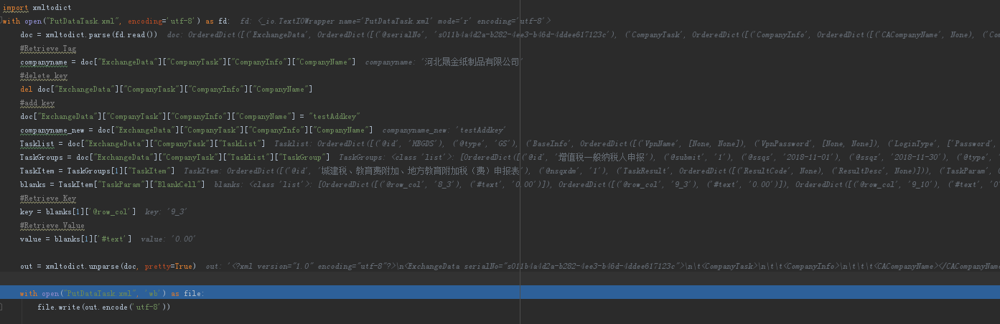 import xmltodict
with open("PutDataTask.xml", encoding='utf-8') as fd:  fd: <_io.TextIOWrapper name='PutDataTask.xml' mode='r' encoding='utf-8'>
doc = xmltodict.parse(fd.read())  doc: OrderedDict([('ExchangeData', OrderedDict([('@serialNo', 's011b4a4d2a-b282-4ee3-b46d-4ddee617123c'), ('CompanyTask', OrderedDict([('CompanyInfo', OrderedDict([('CACompanyName', None), ('Com
#Retrieve Tag
companyname = doc["ExchangeData"]["CompanyTask"]["CompanyInfo"]["CompanyName"]  companyname: '河北晟金纸制品有限公司'
#delete key
del doc["ExchangeData"]["CompanyTask"]["CompanyInfo"]["CompanyName"]
#add key
doc["ExchangeData"]["CompanyTask"]["CompanyInfo"]["CompanyName"] = "testAddkey"
companyname_new = doc["ExchangeData"]["CompanyTask"]["CompanyInfo"]["CompanyName"]  companyname_new: 'testAddkey'
TaskList = doc["ExchangeData"]["CompanyTask"]["TaskList"]  TaskList: OrderedDict([('@id', 'HBGDS'), ('@type', 'GS'), ('BaseInfo', OrderedDict([('VpnName', [None, None]), ('VpnPassword', [None, None]), ('LoginType', ['Password',
TaskGroups = doc["ExchangeData"]["CompanyTask"]["TaskList"]["TaskGroup"]  TaskGroups: <class 'list'>: [OrderedDict([('@id', '增值税一般纳税人申报'), ('@submit', '1'), ('@ssqs', '2018-11-01'), ('@ssqz', '2018-11-30'), ('@type',
TaskItem = TaskGroups[1]["TaskItem"]  TaskItem: OrderedDict([('@id', '城建税、教育费附加、地方教育附加税（费）申报表'), ('@nsqxdm', '1'), ('TaskResult', OrderedDict([('ResultCode', None), ('ResultDesc', None)])), ('TaskParam', O
blanks = TaskItem["TaskParam"]["BlankCell"]  blanks: <class 'list'>: [OrderedDict([('@row_col', '8_3'), ('#text', '0.00')]), OrderedDict([('@row_col', '9_3'), ('#text', '0.00')]), OrderedDict([('@row_col', '9_10'), ('#text', '0
#Retrieve Key
key = blanks[1]['@row_col']  key: '9_3'
#Retrieve Value
value = blanks[1]['#text']  value: '0.00'
out = xmltodict.unparse(doc, pretty=True)  out: '<?xml version="1.0" encoding="utf-8"?>\n<ExchangeData serialNo="s011b4a4d2a-b282-4ee3-b46d-4ddee617123c">\n\t<CompanyTask>\n\t\t<CompanyInfo>\n\t\t\t<CACompanyName></CACompanyName
with open("PutDataTask.xml", 'wb') as file:
file.write(out.encode('utf-8'))